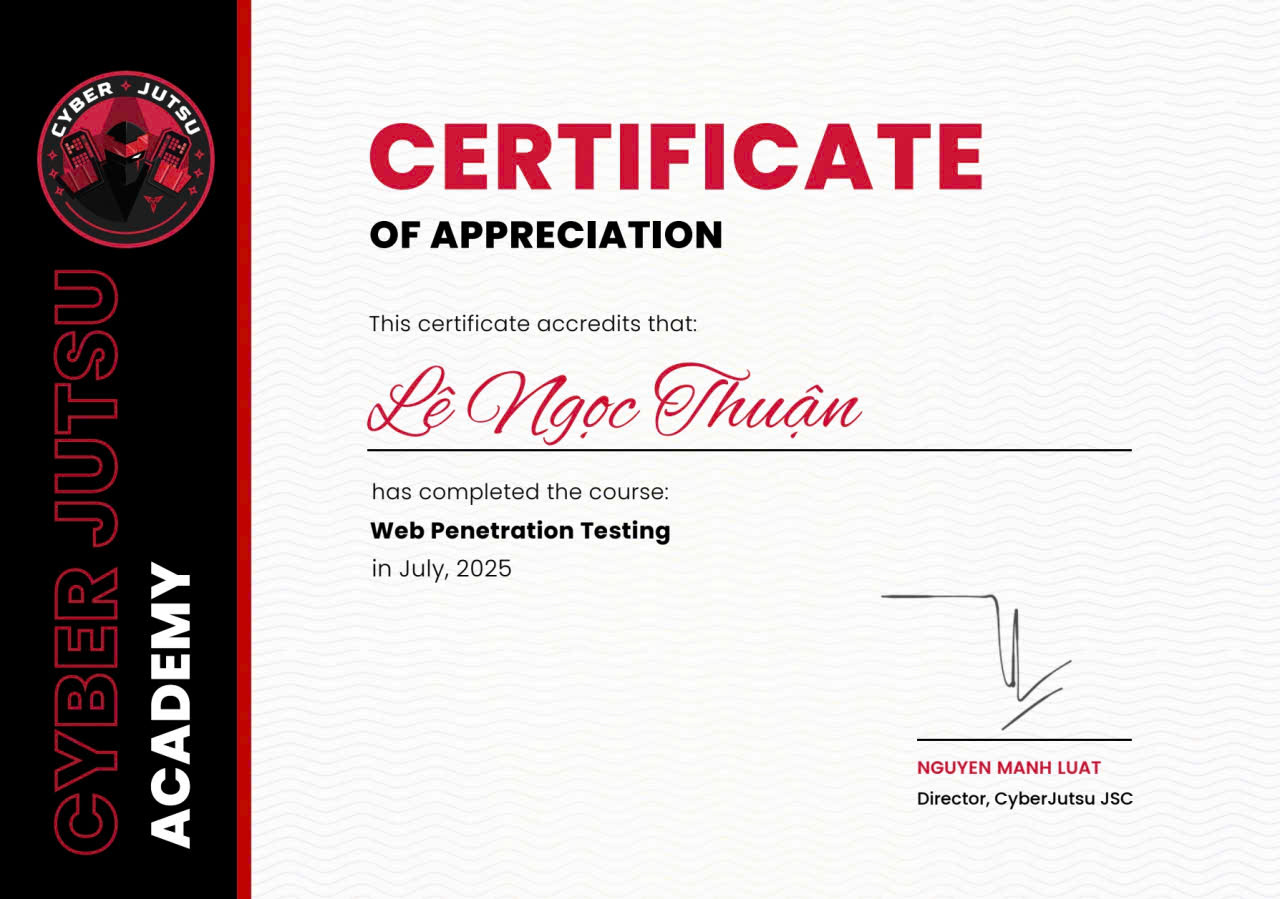 CYBER JUTSU
CYBER JUTSU
ACADEMY
CERTIFICATE
OF APPRECIATION
This certificate accredits that:
Lê Ngọc Thuận
has completed the course:
Web Penetration Testing
in July, 2025
NGUYEN MANH LUAT
Director, CyberJutsu JSC